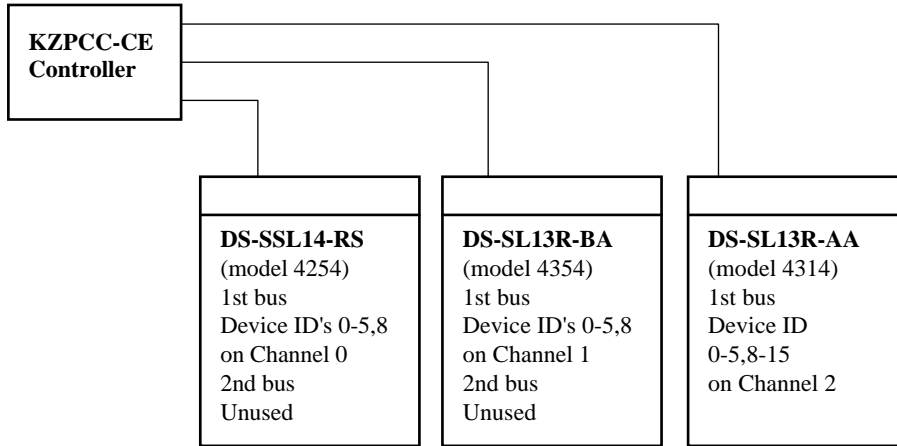 KZPCC-CE
Controller
DS-SSL14-RS
(model 4254)
1st bus
Device ID's 0-5,8
on Channel 0
2nd bus
Unused
DS-SL13R-BA
(model 4354)
1st bus
Device ID's 0-5,8
on Channel 1
2nd bus
Unused
DS-SL13R-AA
(model 4314)
1st bus
Device ID
0-5,8-15
on Channel 2